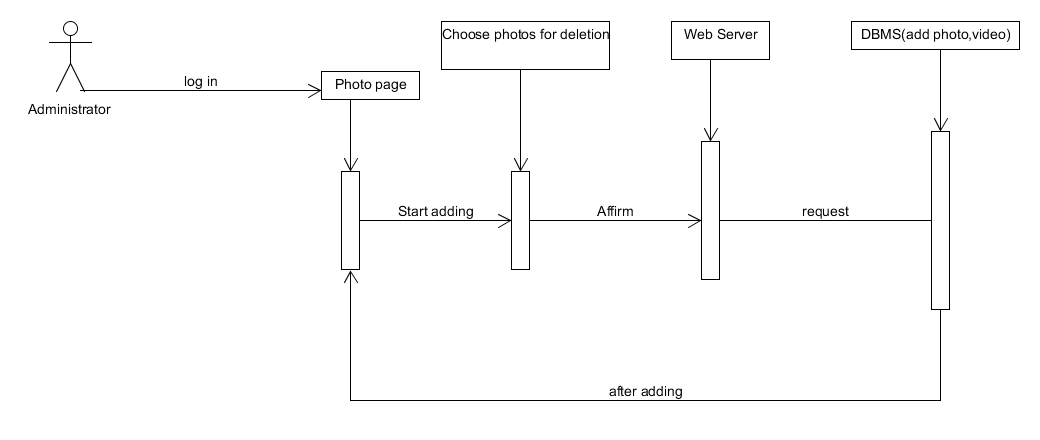 Choose photos for deletion
Web Server
DBMS(add photo,video)
log in
Photo page
Administrator
Start adding
Affirm
request
after adding